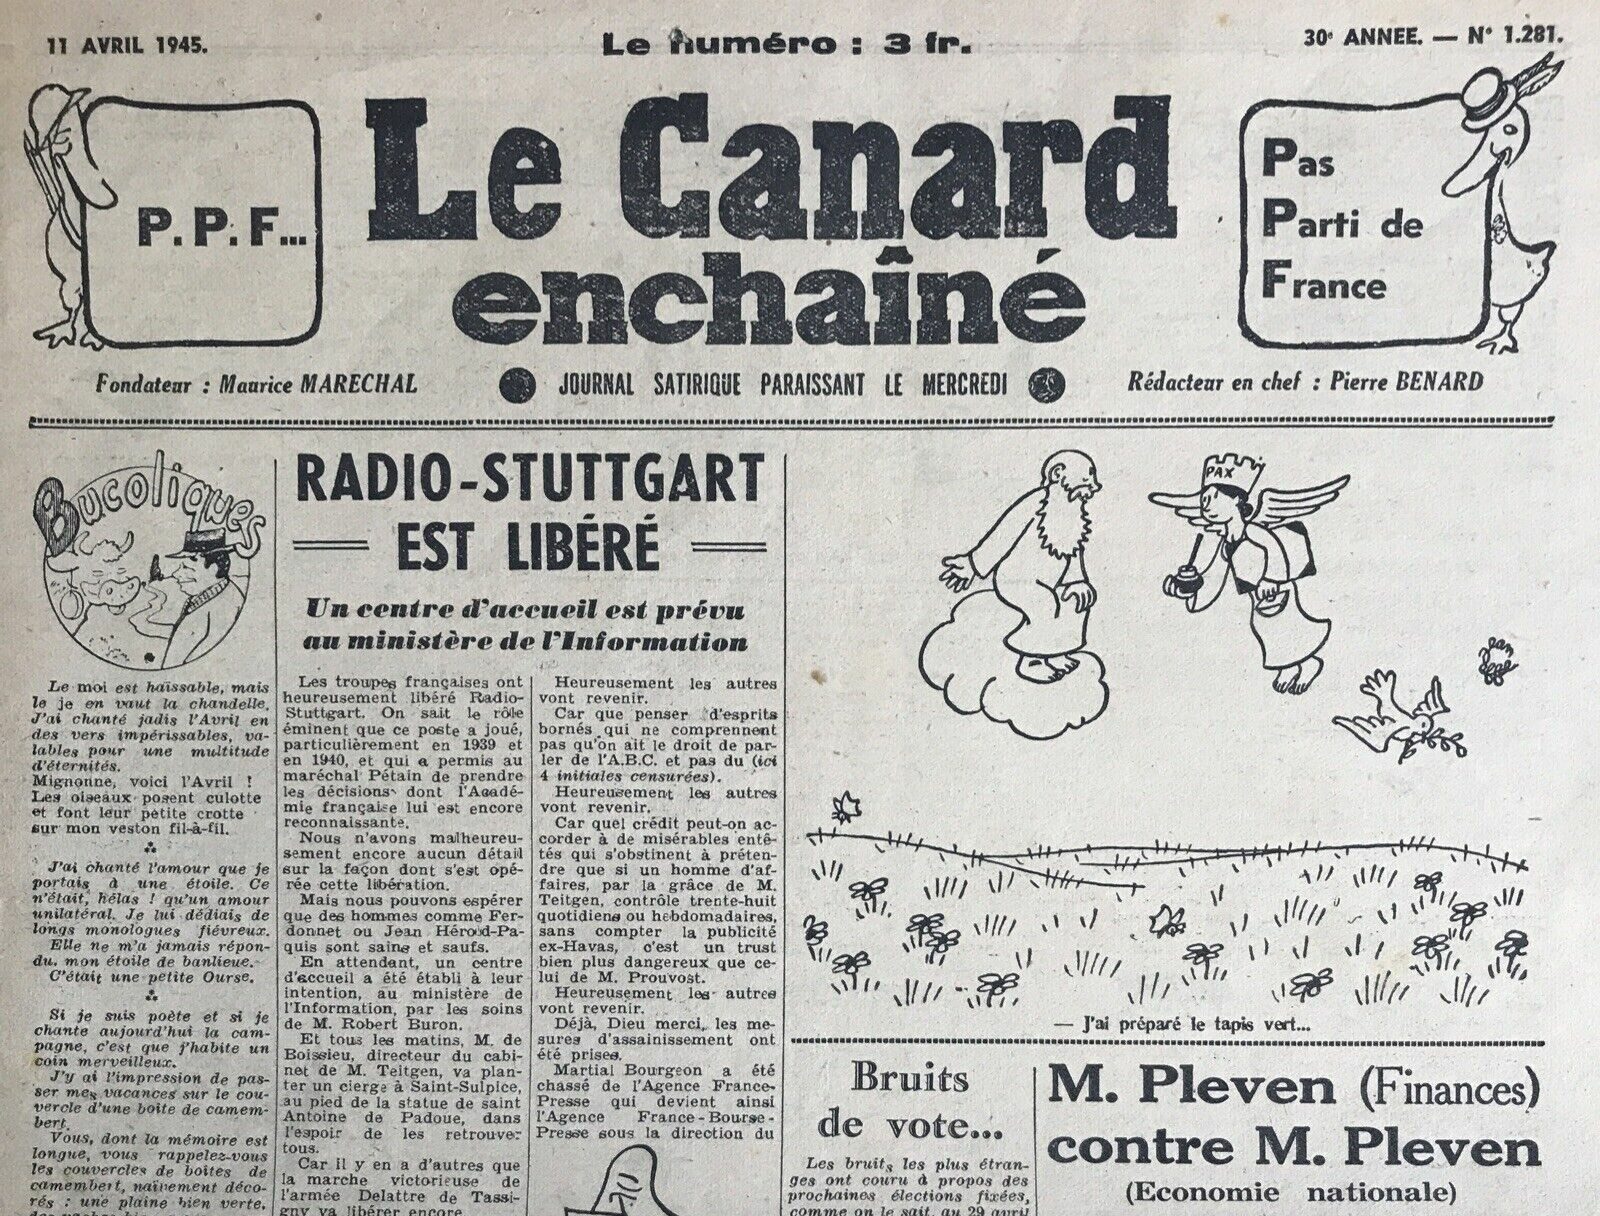 11 AVRIL 1945.
Le numéro : 3 fr.
30e ANNEE. — N° 1.281.
P.P.F...
Le Canard
enchaîné
Pas
Parti de
France
Fondateur : Maurice MARECHAL
JOURNAL SATIRIQUE PARAISSANT LE MERCREDI
Rédacteur en chef : Pierre BENARD
Bucoliques
Le moi est haïssable, mais
le je en vaut la chandelle.
J'ai chanté jadis l'Avril en
des vers impérissables, va-
lables pour une multitude
d'éternités.
Mignonne, voici l'Avril !
Les oiseaux posent culotte
et font leur petite crotte
sur mon veston fil-à-fil.
J'ai chanté l'amour que je
portais à une étoile. Ce
n'était, hélas ! qu'un amour
unilatéral. Je lui dédiais de
longs monologues fiévreux.
Elle ne m'a jamais répon-
du, mon étoile de banlieue.
C'était une petite Ourse.
Si je suis poète et si je
chante aujourd'hui la cam-
pagne, c'est que j'habite un
coin merveilleux.
J'y ai l'impression de pas-
ser mes vacances sur le cou-
vercle d'une boîte de camem-
bert.
Vous, dont la mémoire est
longue, vous rappelez-vous
les couvercles de boîtes de
camembert, naïvement déco-
rés : une plaine bien verte,
RADIO-STUTTGART
EST LIBÉRÉ
Un centre d'accueil est prévu
au ministère de l'Information
Les troupes françaises ont
heureusement libéré Radio-
Stuttgart. On sait le rôle
éminent que ce poste a joué,
particulièrement en 1939 et
en 1940, et qui a permis au
maréchal Pétain de prendre
les décisions dont l'Acadé-
mie française lui est encore
reconnaissante.
Nous n'avons malheureu-
sement encore aucun détail
sur la façon dont s'est opé-
rée cette libération.
Mais nous pouvons espérer
que des hommes comme Fer-
donnet ou Jean Hérold-Pa-
quis sont sains et saufs.
En attendant, un centre
d'accueil a été établi à leur
intention, au ministère de
l'Information, par les soins
de M. Robert Buron.
Et tous les matins, M. de
Boissieu, directeur du cabi-
net de M. Teitgen, va plan-
ter un cierge à Saint-Sulpice,
au pied de la statue de saint
Antoine de Padoue, dans
l'espoir de les retrouver
tous.
Car il y en a d'autres que
la marche victorieuse de
l'armée Delattre de Tassi-
gny va libérer encore.
Heureusement les autres
vont revenir.
Car que penser d'esprits
bornés qui ne comprennent
pas qu'on ait le droit de par-
ler de l'A.B.C. et pas du (ici
4 initiales censurées).
Heureusement les autres
vont revenir.
Car quel crédit peut-on ac-
corder à de misérables entê-
tés qui s'obstinent à préten-
dre que si un homme d'af-
faires, par la grâce de M.
Teitgen, contrôle trente-huit
quotidiens ou hebdomadaires,
sans compter la publicité
ex-Havas, c'est un trust
bien plus dangereux que ce-
lui de M. Prouvost.
Heureusement les autres
vont revenir.
Déjà, Dieu merci, les me-
sures d'assainissement ont
été prises.
Martial Bourgeon a été
chassé de l'Agence France-
Presse qui devient ainsi
l'Agence France-Bourse-
Presse sous la direction du
PAX
— J'ai préparé le tapis vert...
Bruits
de vote...
Les bruits les plus étran-
ges ont couru à propos des
prochaines élections fixées,
comme on le sait, au 29 avril
M. Pleven (Finances)
contre M. Pleven
(Economie nationale)